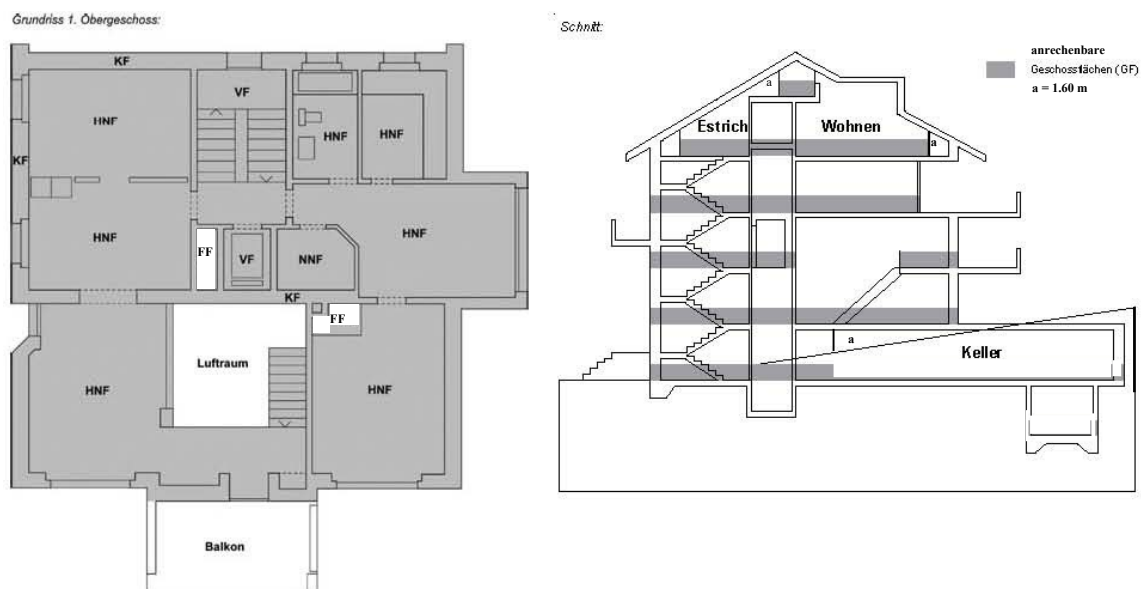 Grundriss 1. Obergeschoss:
KF
VF
HNF
HNF
HNF
KF
HNF
HNF
FF
VF
NNF
KF
FF
Luftraum
HNF
HNF
Balkon
Schnitt:
anrechenbare
Geschossflächen (GF)
a = 1.60 m
a
Estrich
Wohnen
a
a
Keller